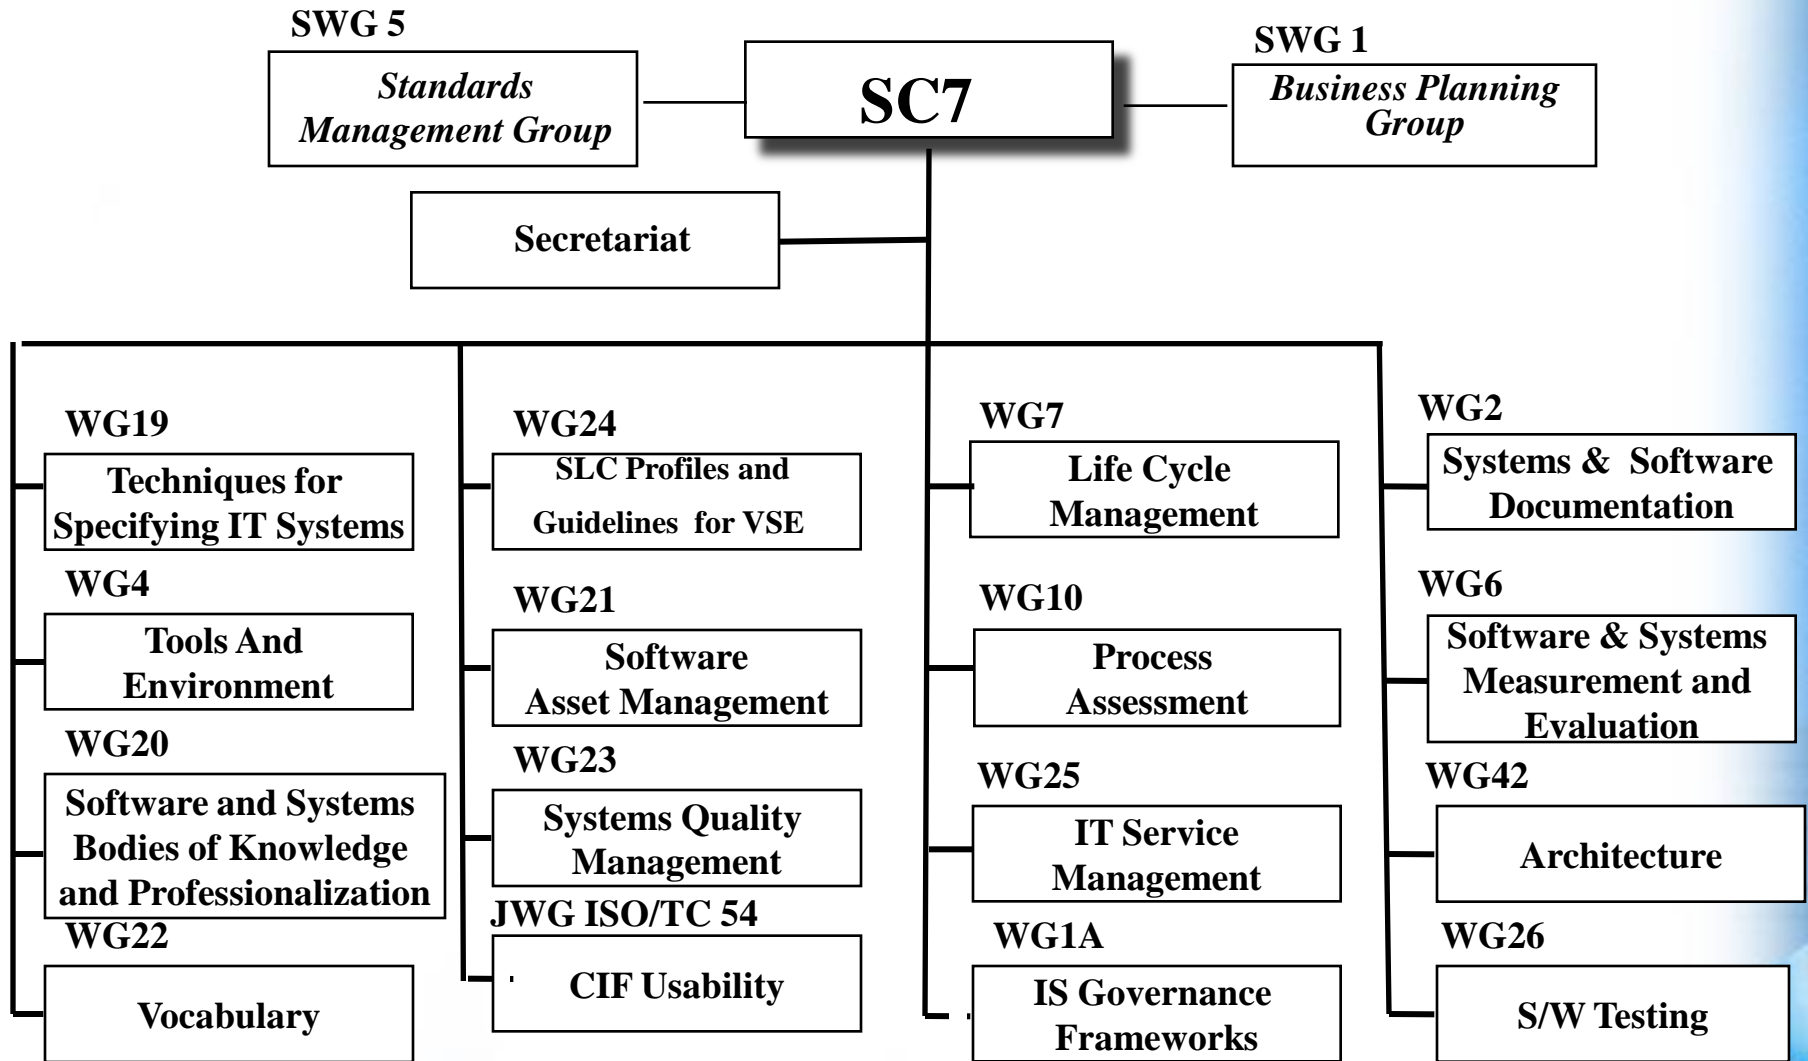 SWG 5
Standards
Management Group
SC7
SWG 1
Business Planning
Group
Secretariat
WG19
Techniques for
Specifying IT Systems
WG4
Tools And
Environment
WG20
Software and Systems
Bodies of Knowledge
and Professionalization
WG22
Vocabulary
WG24
SLC Profiles and
Guidelines for VSE
WG21
Software
Asset Management
WG23
Systems Quality
Management
JWG ISO/TC 54
CIF Usability
WG7
Life Cycle
Management
WG10
Process
Assessment
WG25
IT Service
Management
WG1A
IS Governance
Frameworks
WG2
Systems & Software
Documentation
WG6
Software & Systems
Measurement and
Evaluation
WG42
Architecture
WG26
S/W Testing